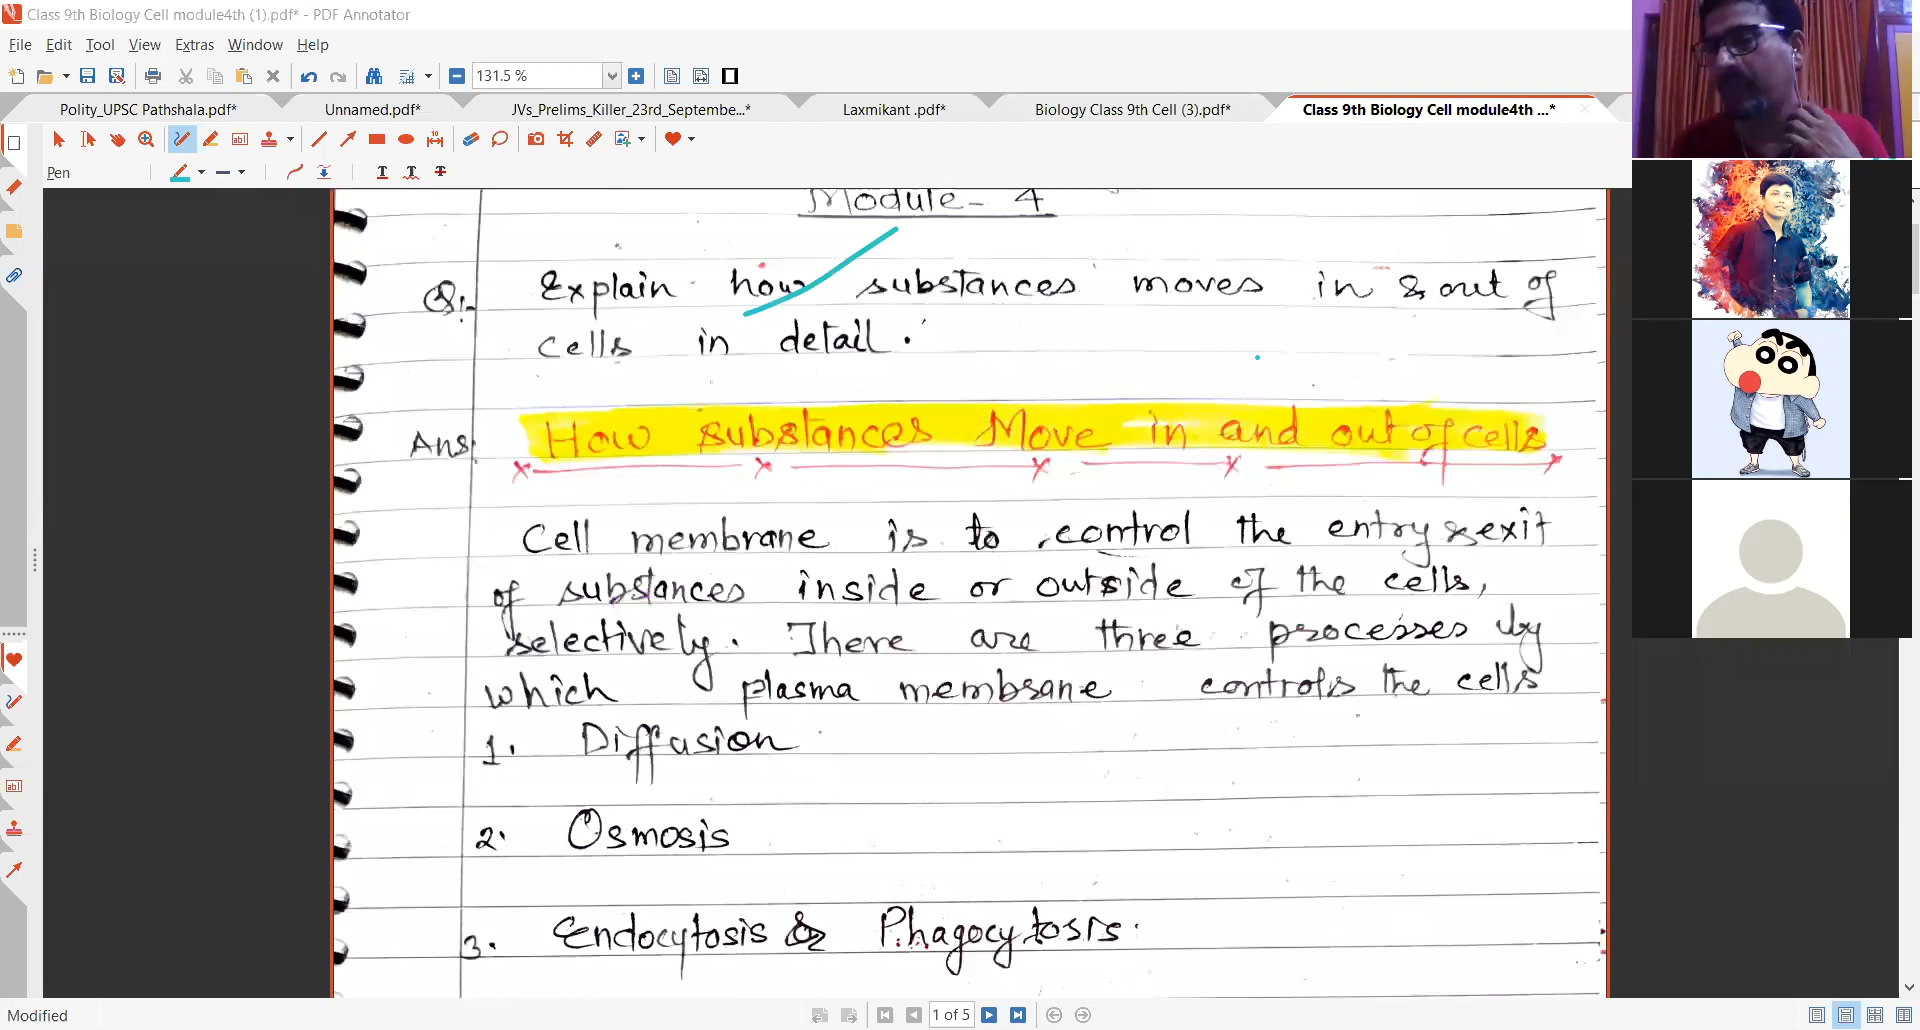 Class 9th Biology Cell module4th (1).pdf* - PDF Annotator
File Edit Tool View Extras Window Help
131.5 %
Polity_UPSC Pathshala.pdf* Unnamed.pdf* JVs_Prelims_Killer_23rd_Septembe...* Laxmikant .pdf* Biology Class 9th Cell (3).pdf* Class 9th Biology Cell module4th ...*
Pen
Module - 4
Q:- Explain how substances moves in & out of
cells in detail.
Ans: How substances Move in and out of cells
Cell membrane is to control the entry & exit
of substances inside or outside of the cells,
selectively. There are three processes by
which plasma membrane controls the cells
1. Diffusion
2. Osmosis
3. Endocytosis & Phagocytosis.
Modified 1 of 5